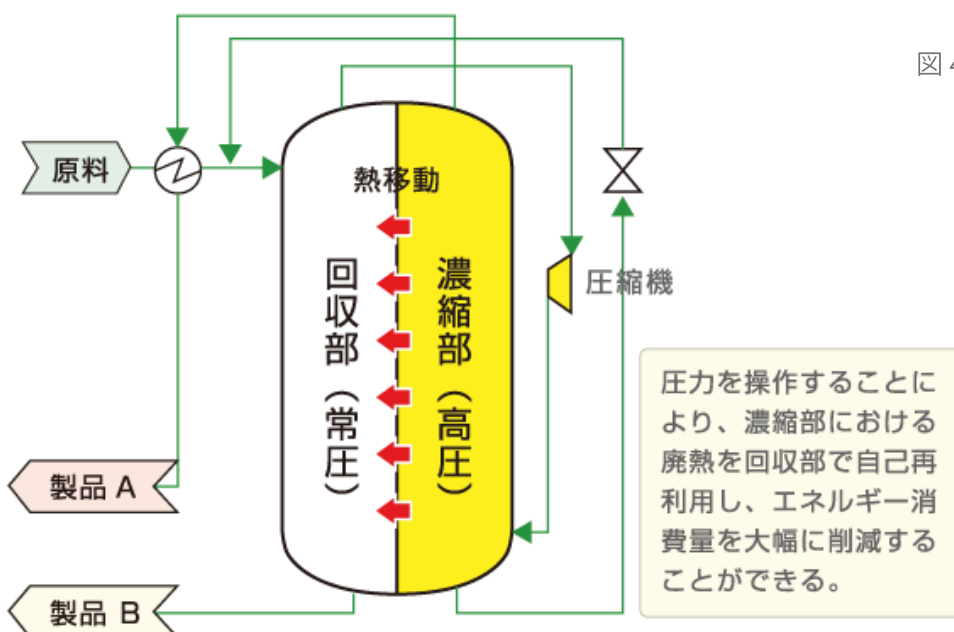 図 4
原料
熱移動
回収部（常圧）
濃縮部（高圧）
圧縮機
圧力を操作することに
より、濃縮部における
廃熱を回収部で自己再
利用し、エネルギー消
費量を大幅に削減する
ことができる。
製品 A
製品 B